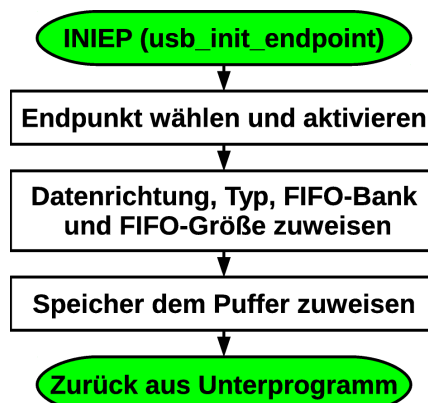 INIEP (usb_init_endpoint)
Endpunkt wählen und aktivieren
Datenrichtung, Typ, FIFO-Bank
und FIFO-Größe zuweisen
Speicher dem Puffer zuweisen
Zurück aus Unterprogramm